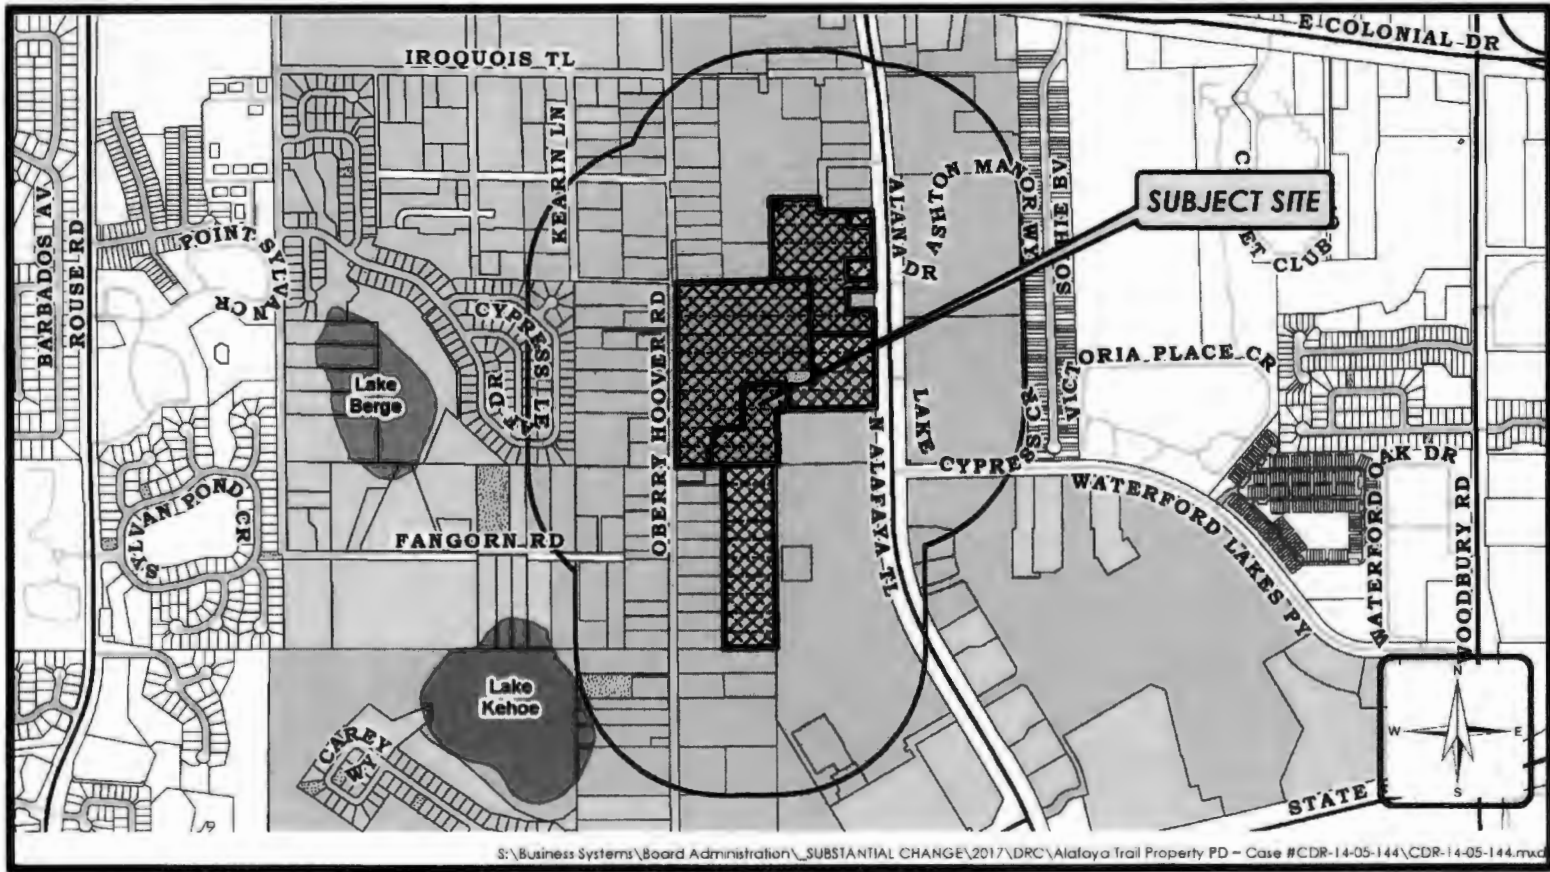 E COLONIAL DR
IROQUOIS TL
KEARIN LN
BARBADOS AV
ROUSE RD
POINT SYLVAN CR
ALANA DR
ASHTON MANOR WY
SOPHIE BV
SUBJECT SITE
CRICKET CLUB
CYPRESS LEAF DR
OBERRY HOOVER RD
Lake
Berge
VICTORIA PLACE CR
LAKE CYPRESS CR
N ALAFAYA TL
WATERFORD LAKES PY
WATERFORD OAK DR
WOODBURY RD
SYLVAN POND CR
FANGORN RD
Lake
Kehoe
CAREY WY
STATE
N
W E
S
S:\Business Systems\Board Administration\_SUBSTANTIAL CHANGE\2017\DRC\Alafaya Trail Property PD – Case #CDR-14-05-144\CDR-14-05-144.mxd